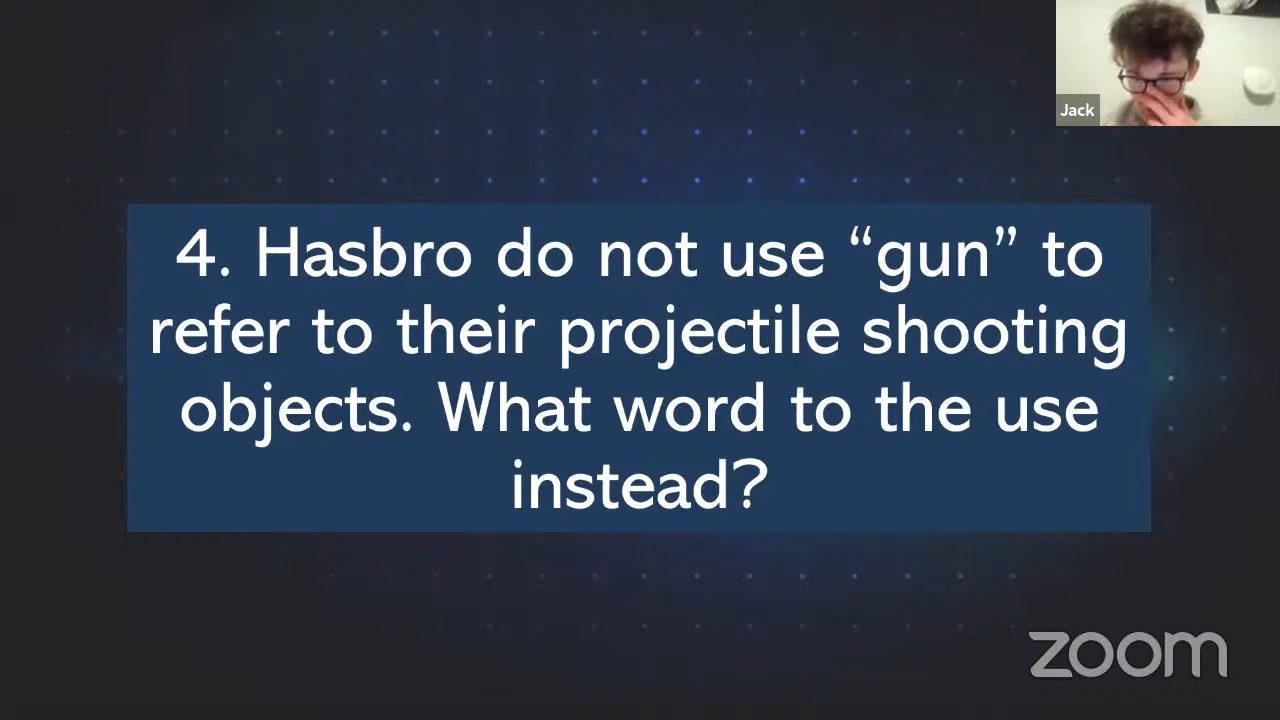 Jack
4. Hasbro do not use “gun” to
refer to their projectile shooting
objects. What word to the use
instead?
zoom